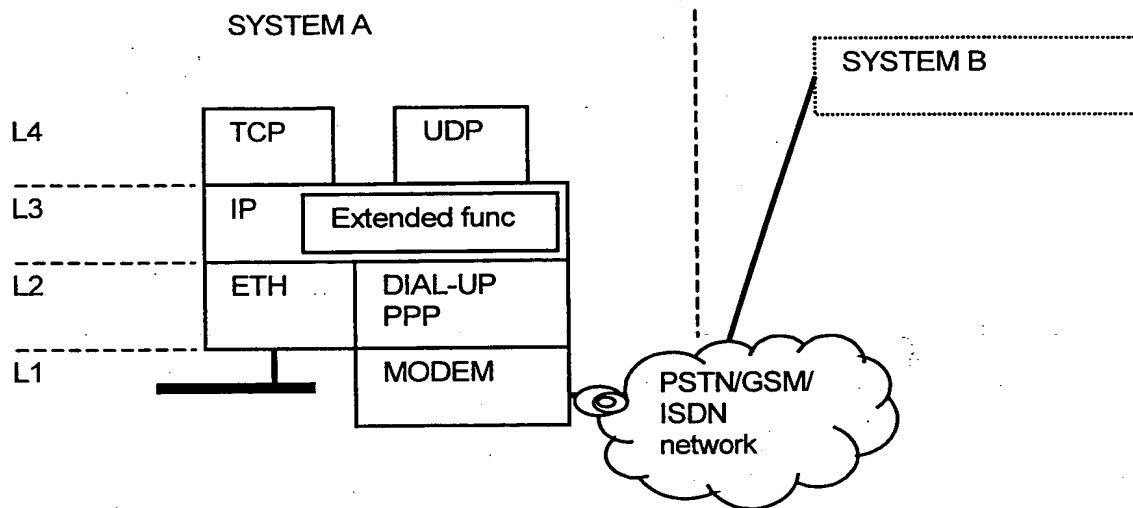 SYSTEM A
SYSTEM B
L4
TCP
UDP
L3
IP
Extended func
L2
ETH
DIAL-UP
PPP
L1
MODEM
PSTN/GSM/
ISDN
network